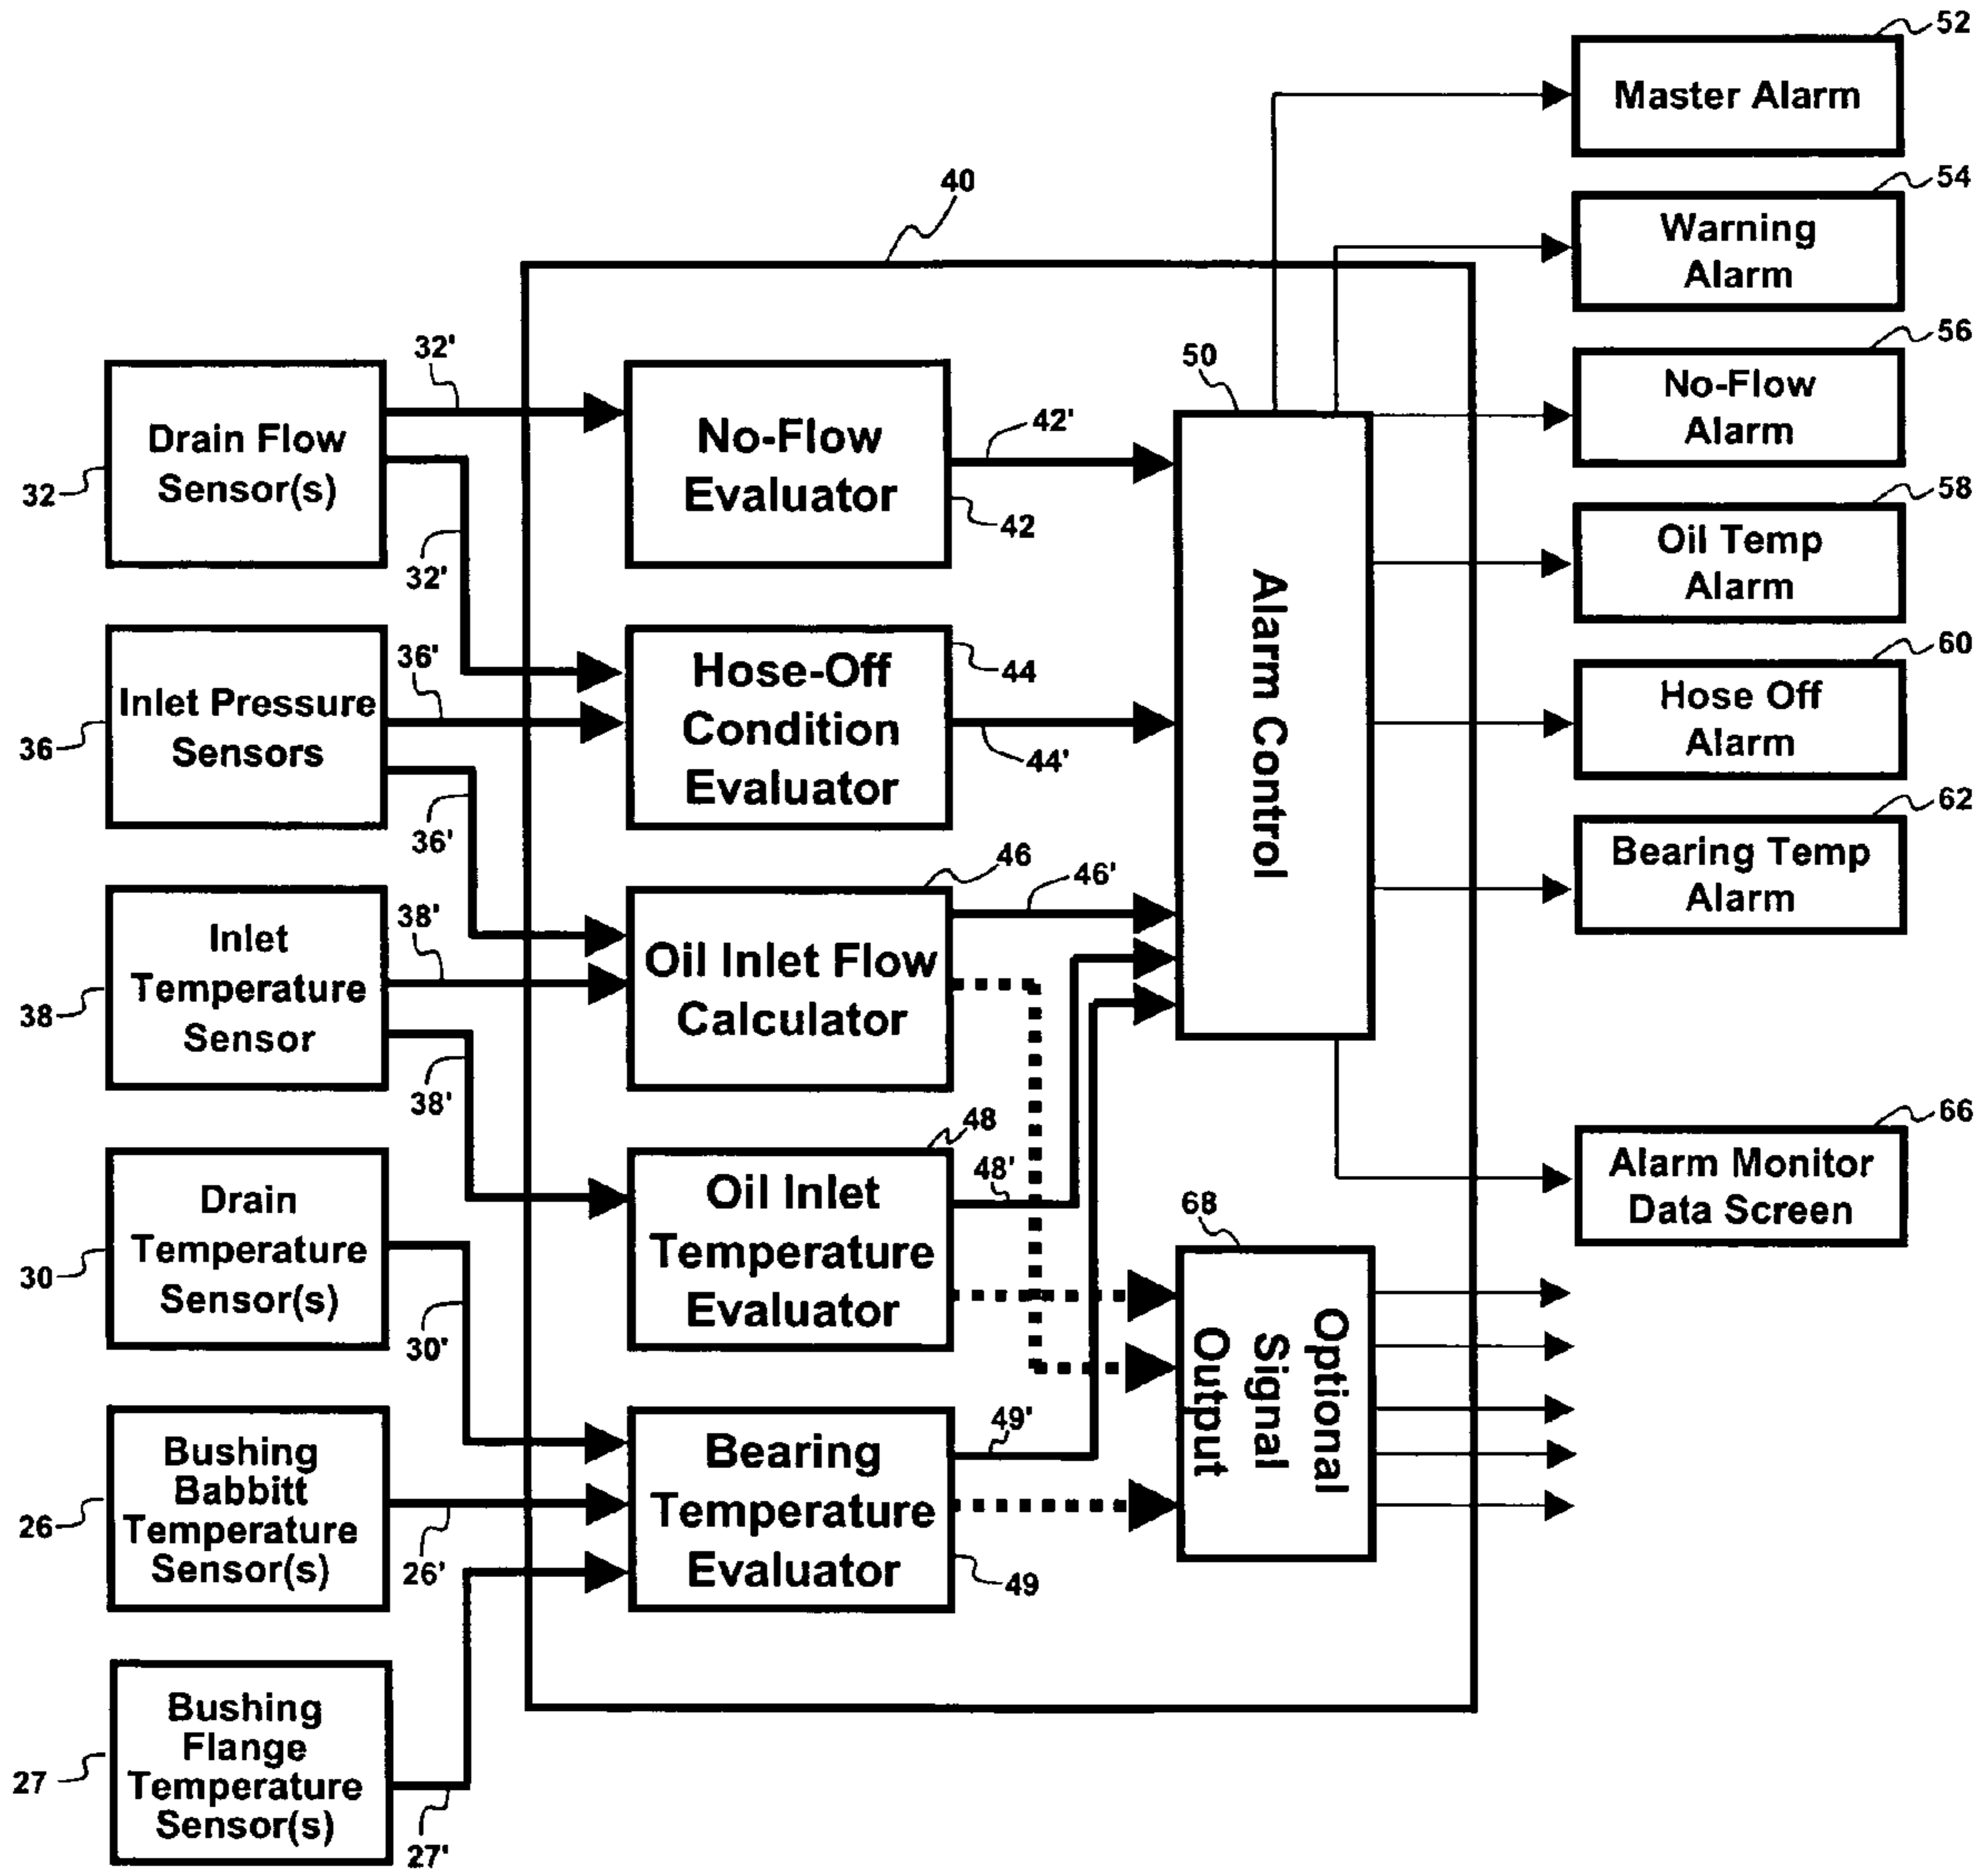 52
Master Alarm
54
Warning
Alarm
40
56
No-Flow
Alarm
32'
50
Drain Flow
Sensor(s)
32
32'
No-Flow
Evaluator
42'
42
58
Oil Temp
Alarm
Alarm Control
60
Hose Off
Alarm
36'
Inlet Pressure
Sensors
36
36'
Hose-Off
Condition
Evaluator
44
44'
62
Bearing Temp
Alarm
46
46'
38'
Inlet
Temperature
Sensor
38
38'
Oil Inlet Flow
Calculator
66
Alarm Monitor
Data Screen
48
48'
Drain
Temperature
Sensor(s)
30
30'
Oil Inlet
Temperature
Evaluator
68
Optional
Signal
Output
49'
Bushing
Babbitt
Temperature
Sensor(s)
26
26'
Bearing
Temperature
Evaluator
49
Bushing
Flange
Temperature
Sensor(s)
27
27'